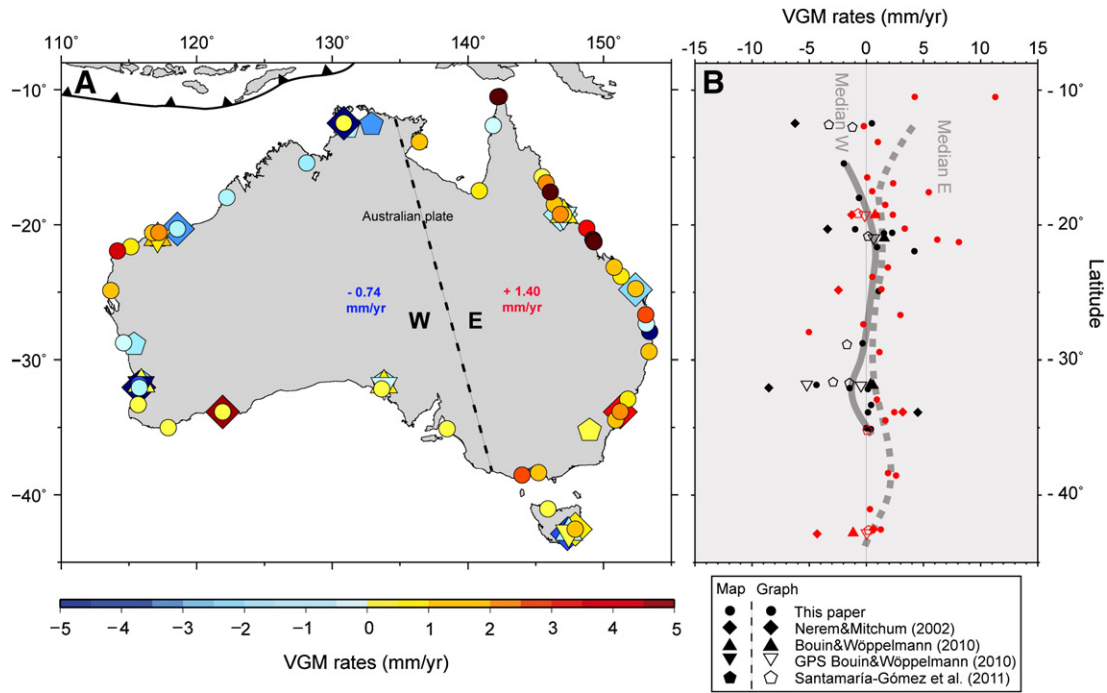 VGM rates (mm/yr)
110˚ 120˚ 130˚ 140˚ 150˚
-15 -10 -5 0 5 10 15
A
B
−10˚
−20˚
−30˚
−40˚
Australian plate
- 0.74
mm/yr
+ 1.40
mm/yr
W E
Median W
Median E
- 10˚
- 20˚
- 30˚
- 40˚
Latitude
−5 −4 −3 −2 −1 0 1 2 3 4 5
VGM rates (mm/yr)
Map Graph
This paper
Nerem&Mitchum (2002)
Bouin&Wöppelmann (2010)
GPS Bouin&Wöppelmann (2010)
Santamaría-Gómez et al. (2011)